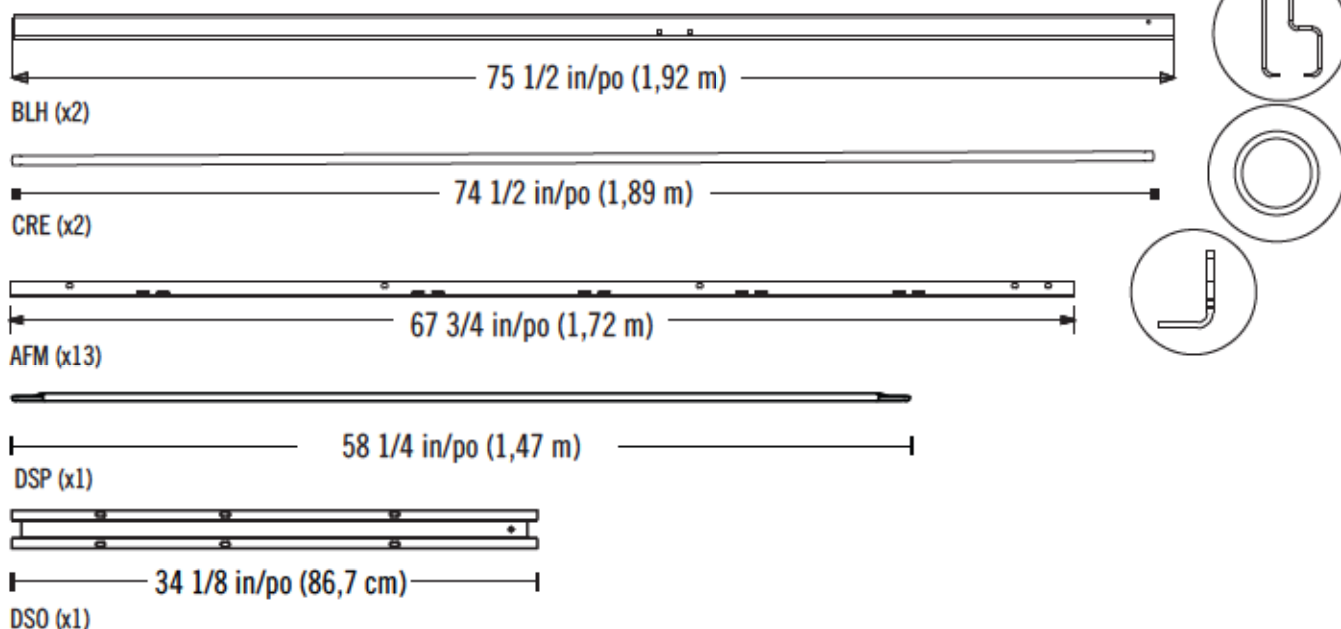 75 1/2 in/po (1,92 m)
BLH (x2)
74 1/2 in/po (1,89 m)
CRE (x2)
67 3/4 in/po (1,72 m)
AFM (x13)
58 1/4 in/po (1,47 m)
DSP (x1)
34 1/8 in/po (86,7 cm)
DSO (x1)